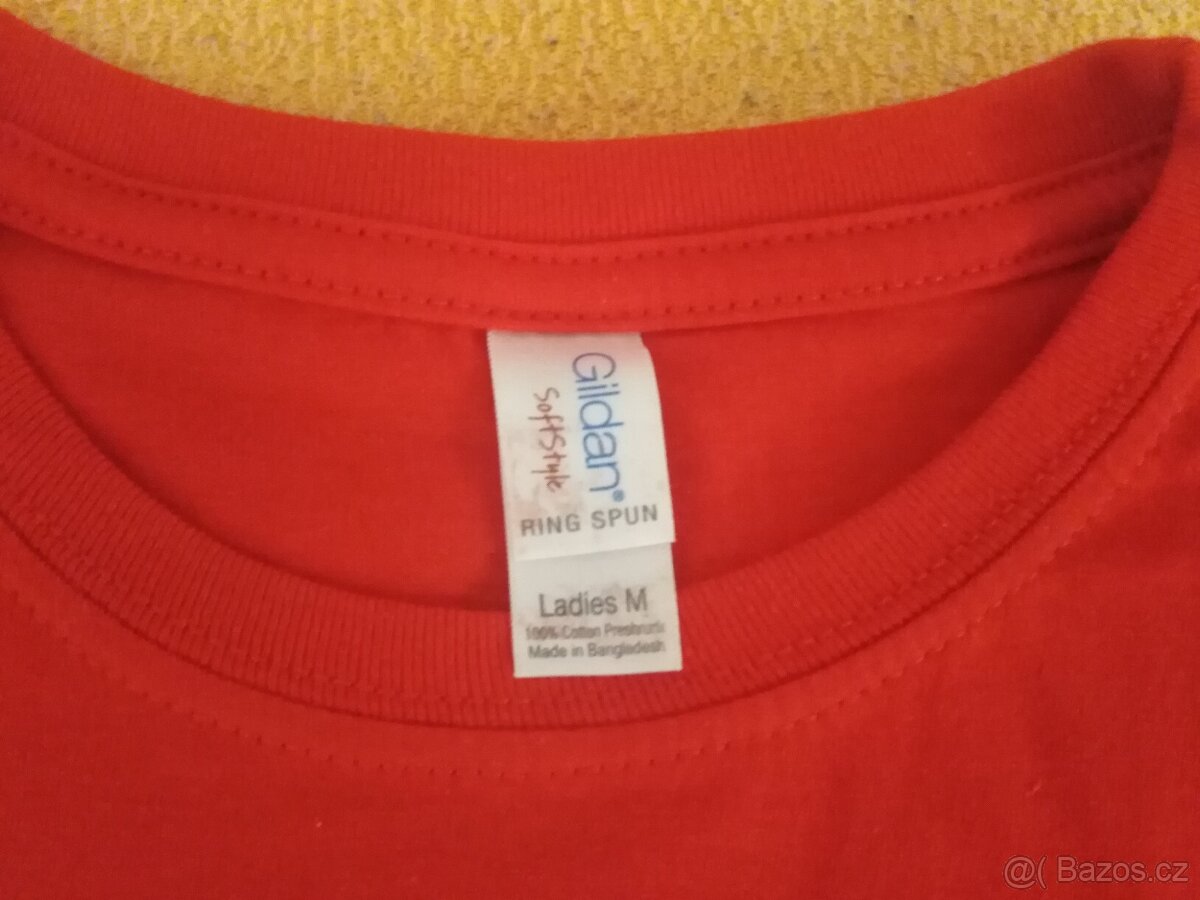 Gildan®
SoftStyle
RING SPUN
Ladies M
100% Cotton Preshrunk
Made in Bangladesh
@( Bazos.cz